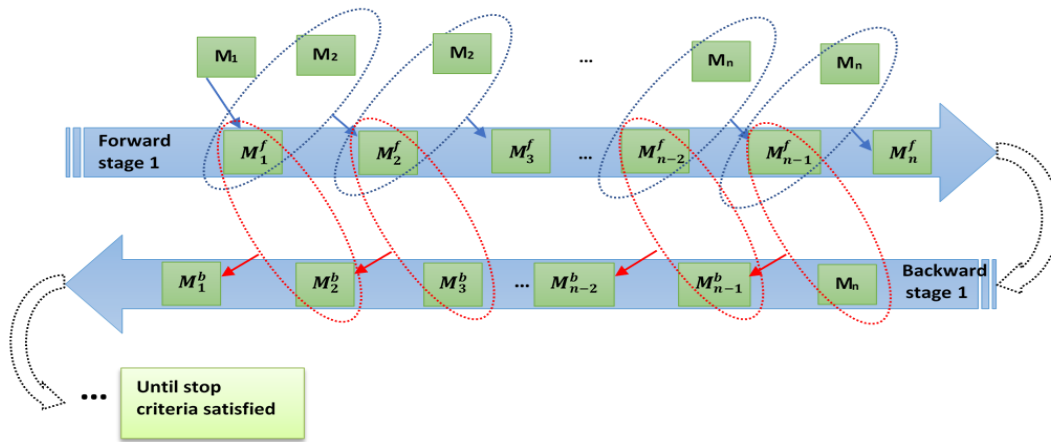 M₁ M₂ M₂ ... Mₙ Mₙ
Forward
stage 1
M₁ᶠ M₂ᶠ M₃ᶠ ... Mₙ₋₂ᶠ Mₙ₋₁ᶠ Mₙᶠ
M₁ᵇ M₂ᵇ M₃ᵇ ... Mₙ₋₂ᵇ Mₙ₋₁ᵇ Mₙ
Backward
stage 1
... Until stop
criteria satisfied